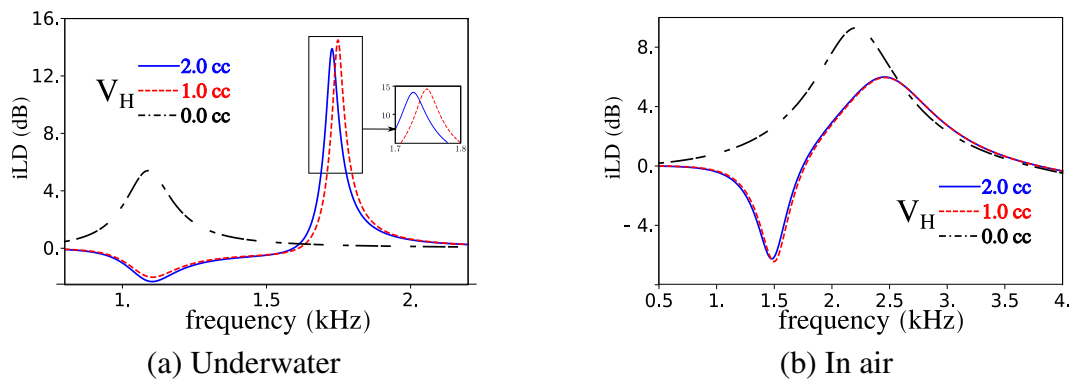 16.
12.
8.
4.
0.
iLD (dB)
V_H
2.0 cc
1.0 cc
0.0 cc
15
10
1.7 1.8
1. 1.5 2.
frequency (kHz)
(a) Underwater
8.
4.
0.
- 4.
iLD (dB)
V_H
2.0 cc
1.0 cc
0.0 cc
0.5 1. 1.5 2. 2.5 3. 3.5 4.
frequency (kHz)
(b) In air